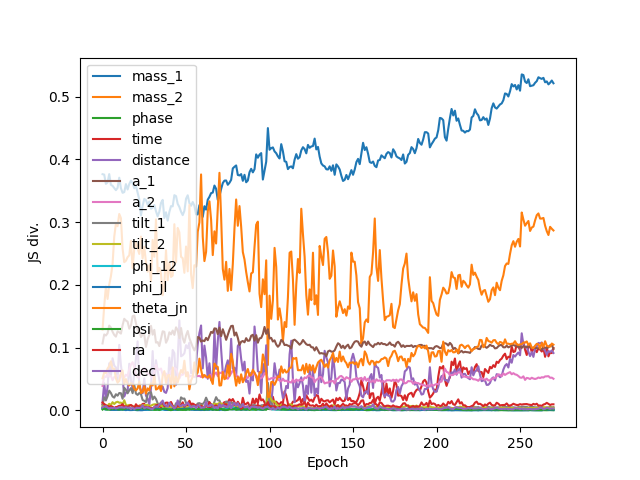 0.5
0.4
0.3
0.2
0.1
0.0
JS div.
mass_1
mass_2
phase
time
distance
a_1
a_2
tilt_1
tilt_2
phi_12
phi_jl
theta_jn
psi
ra
dec
0 50 100 150 200 250
Epoch